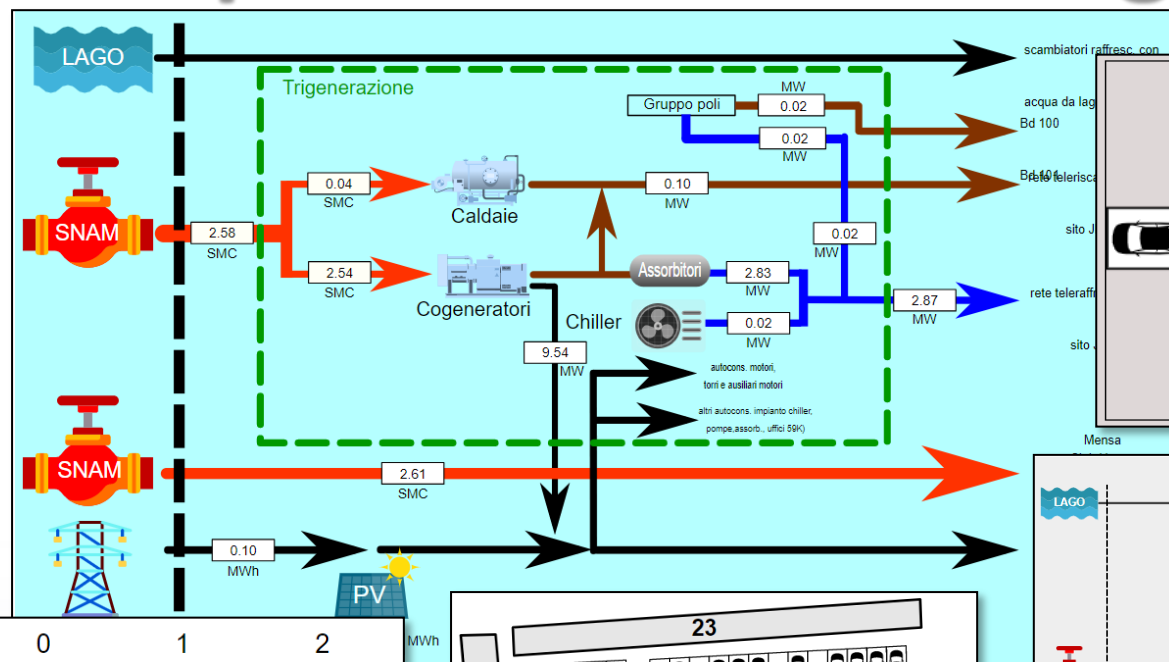 LAGO
scambiatori raffresc. con
Trigenerazione
MW
Gruppo poli
0.02
acqua da lag
Bd 100
0.02
MW
0.04
SMC
Caldaie
0.10
MW
Bd 101
SNAM
2.58
SMC
0.02
MW
sito J
2.54
SMC
Cogeneratori
Assorbitori
2.83
MW
2.87
MW
rete teleraffr
Chiller
0.02
MW
9.54
MW
sito J
autocons. motori,
torri e ausiliari motori
altri autocons. impianto chiller,
pompe,assorb., uffici 59K)
Mensa
SNAM
2.61
SMC
LAGO
0.10
MWh
PV
MWh
0 1 2
23